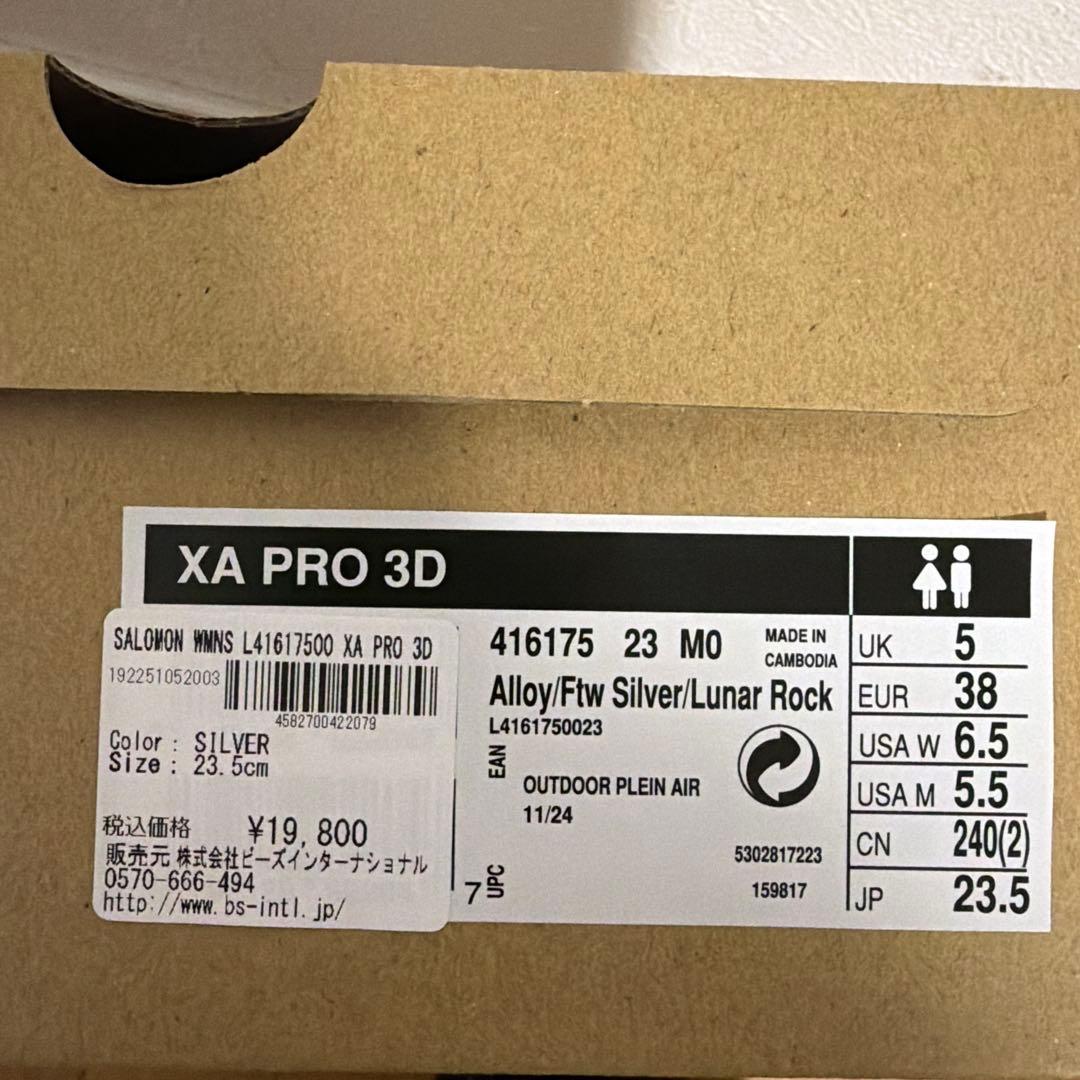 XA PRO 3D
SALOMON WMNS L41617500 XA PRO 3D
192251052003
4582700422079
Color : SILVER
Size : 23.5cm
税込価格 ¥19,800
販売元 株式会社ビーズインターナショナル
0570-666-494
http://www.bs-intl.jp/
416175 23 M0
MADE IN
CAMBODIA
Alloy/Ftw Silver/Lunar Rock
L4161750023
EAN
OUTDOOR PLEIN AIR
11/24
5302817223
159817
7
UPC
UK 5
EUR 38
USA W 6.5
USA M 5.5
CN 240(2)
JP 23.5